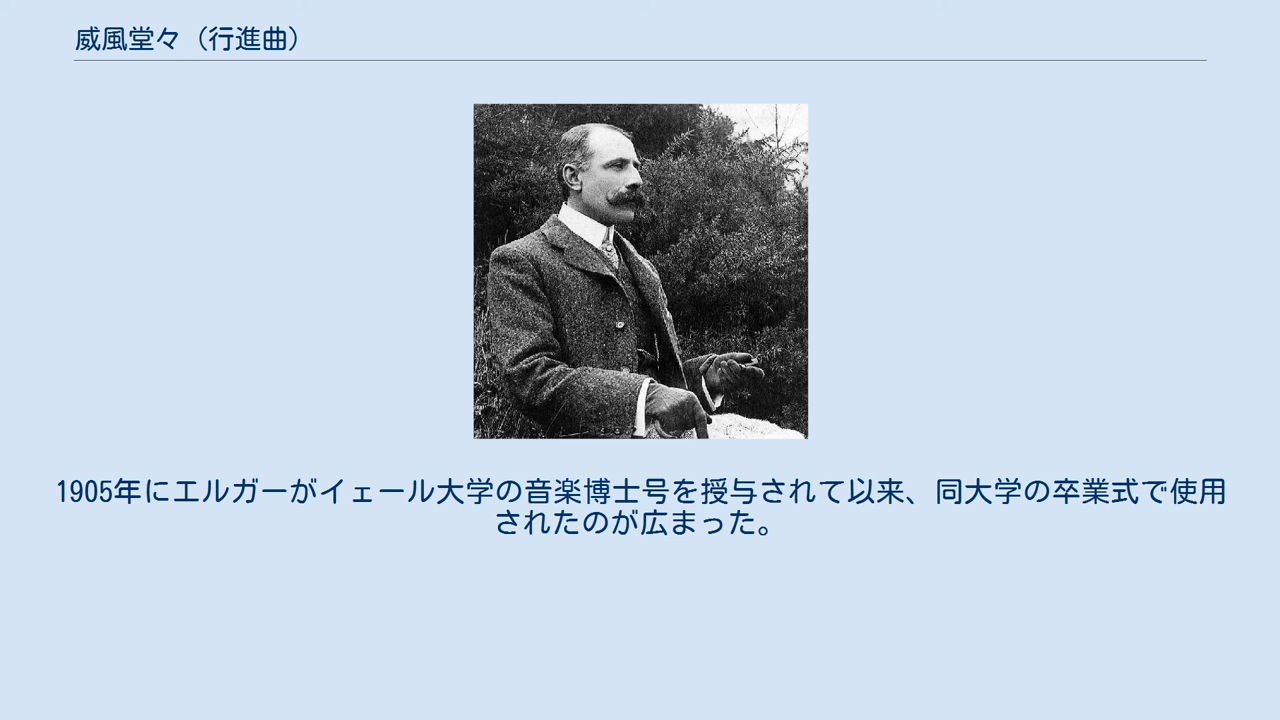 威風堂々（行進曲）
1905年にエルガーがイェール大学の音楽博士号を授与されて以来、同大学の卒業式で使用
されたのが広まった。